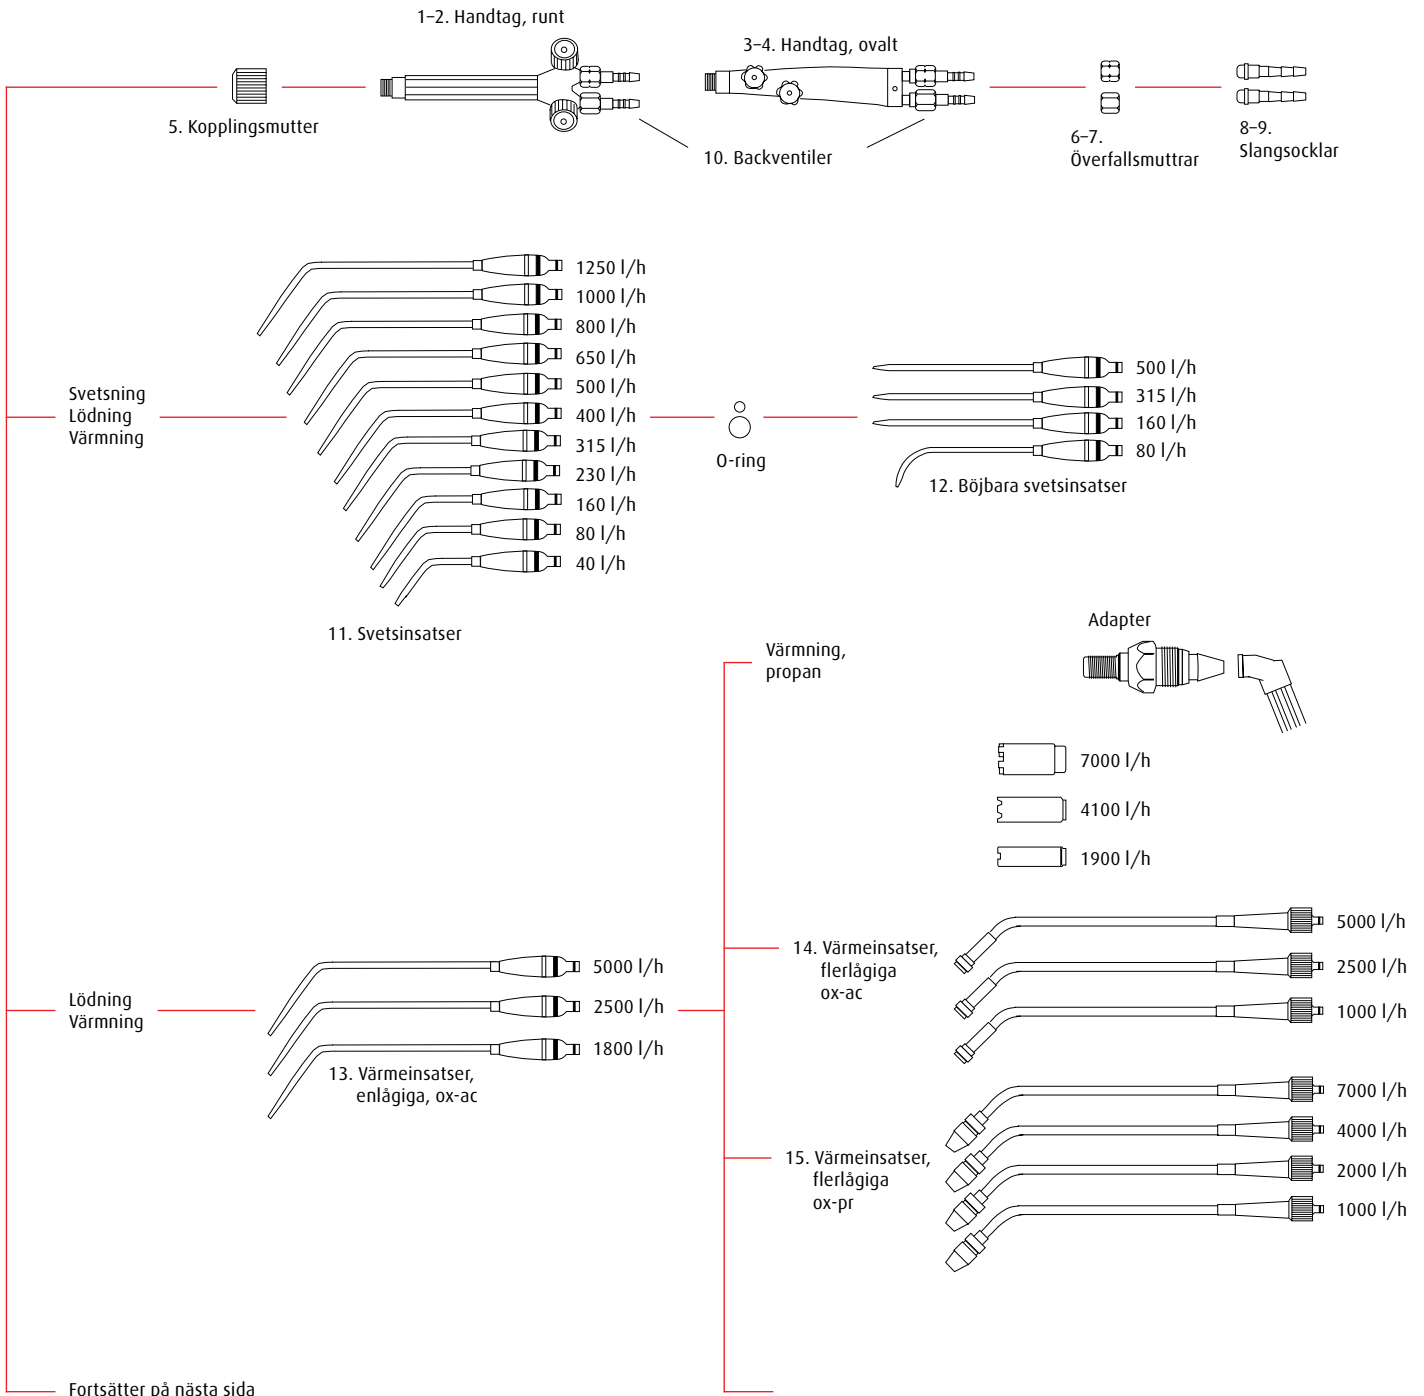 1–2. Handtag, runt
3–4. Handtag, ovalt
5. Kopplingsmutter
10. Backventiler
6–7.
Överfallsmuttrar
8–9.
Slangsocklar
Svetsning
Lödning
Värmning
1250 l/h
1000 l/h
800 l/h
650 l/h
500 l/h
400 l/h
315 l/h
230 l/h
160 l/h
80 l/h
40 l/h
11. Svetsinsatser
O-ring
500 l/h
315 l/h
160 l/h
80 l/h
12. Böjbara svetsinsatser
Värmning,
propan
Adapter
7000 l/h
4100 l/h
1900 l/h
Lödning
Värmning
5000 l/h
2500 l/h
1800 l/h
13. Värmeinsatser,
enlågiga, ox-ac
14. Värmeinsatser,
flerlågiga
ox-ac
5000 l/h
2500 l/h
1000 l/h
15. Värmeinsatser,
flerlågiga
ox-pr
7000 l/h
4000 l/h
2000 l/h
1000 l/h
Fortsätter på nästa sida